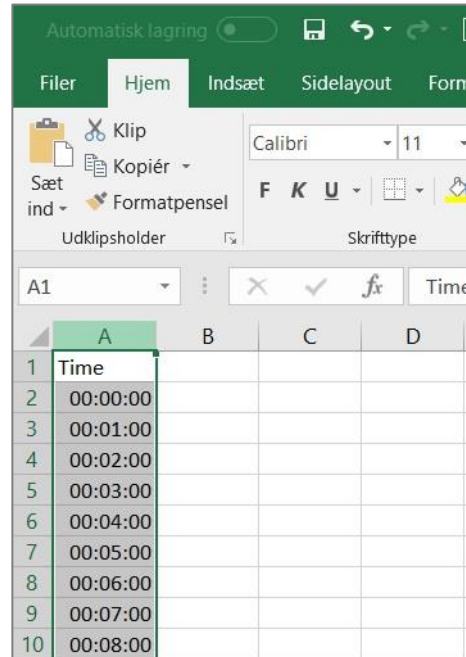 Automatisk lagring
Filer Hjem Indsæt Sidelayout Form
Sæt
ind
Klip
Kopiér
Formatpensel
Udklipsholder
Calibri 11
F K U
Skrifttype
A1 fx Time
A B C D
1 Time
2 00:00:00
3 00:01:00
4 00:02:00
5 00:03:00
6 00:04:00
7 00:05:00
8 00:06:00
9 00:07:00
10 00:08:00